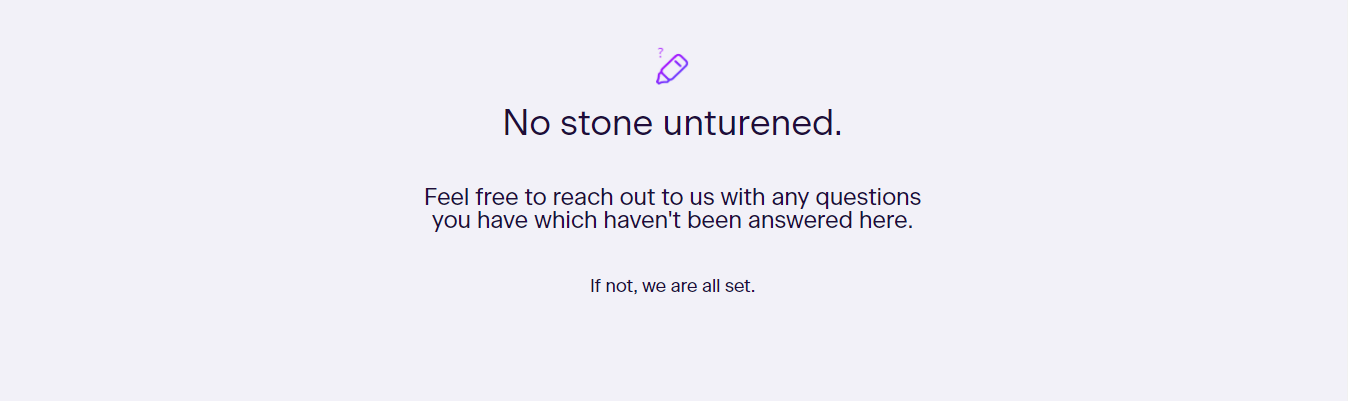 ?
No stone unturened.
Feel free to reach out to us with any questions
you have which haven't been answered here.
If not, we are all set.